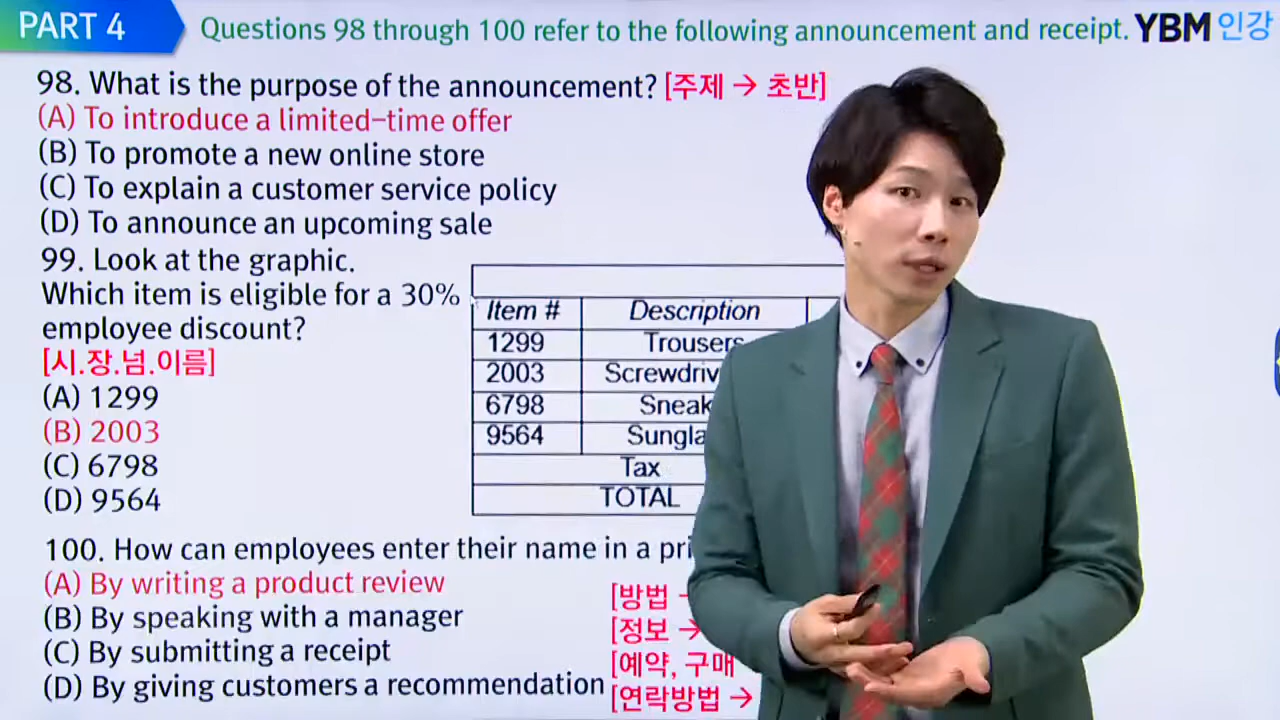 PART 4
Questions 98 through 100 refer to the following announcement and receipt.
YBM 인강
98. What is the purpose of the announcement? [주제 → 초반]
(A) To introduce a limited-time offer
(B) To promote a new online store
(C) To explain a customer service policy
(D) To announce an upcoming sale
99. Look at the graphic.
Which item is eligible for a 30%
employee discount?
[시.장.넘.이름]
(A) 1299
(B) 2003
(C) 6798
(D) 9564
Item # Description
1299 Trousers
2003
6798
9564
Tax
TOTAL
100. How can employees enter their name in a
(A) By writing a product review
(B) By speaking with a manager
(C) By submitting a receipt
(D) By giving customers a recommendation
[방법
[정보 →
[예약, 구매
[연락방법 →